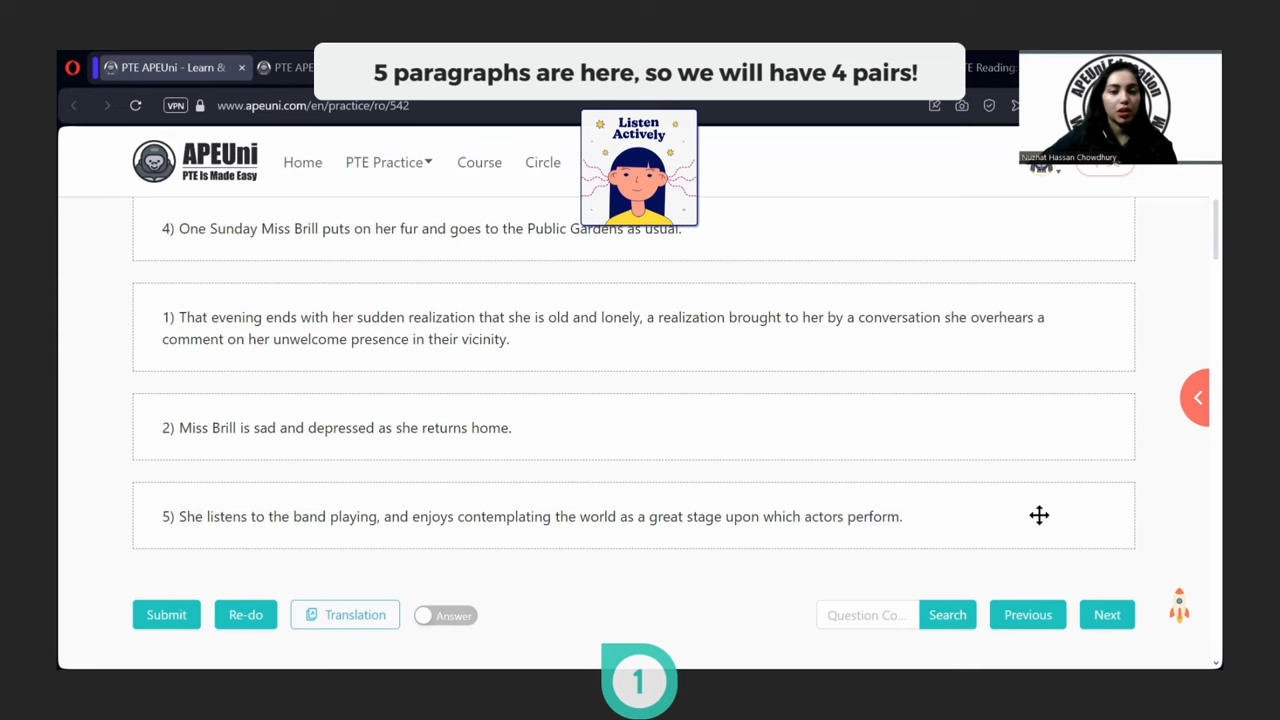 5 paragraphs are here, so we will have 4 pairs!
PTE APEUni - Learn &
PTE APE
TE Reading:
VPN
www.apeuni.com/en/practice/ro/542
Listen
Actively
Nuzhat Hassan Chowdhury
APEUni
PTE Is Made Easy
Home
PTE Practice
Course
Circle
4) One Sunday Miss Brill puts on her fur and goes to the Public Gardens as usual.
1) That evening ends with her sudden realization that she is old and lonely, a realization brought to her by a conversation she overhears a
comment on her unwelcome presence in their vicinity.
2) Miss Brill is sad and depressed as she returns home.
5) She listens to the band playing, and enjoys contemplating the world as a great stage upon which actors perform.
Submit
Re-do
Translation
Answer
Question Co...
Search
Previous
Next
1